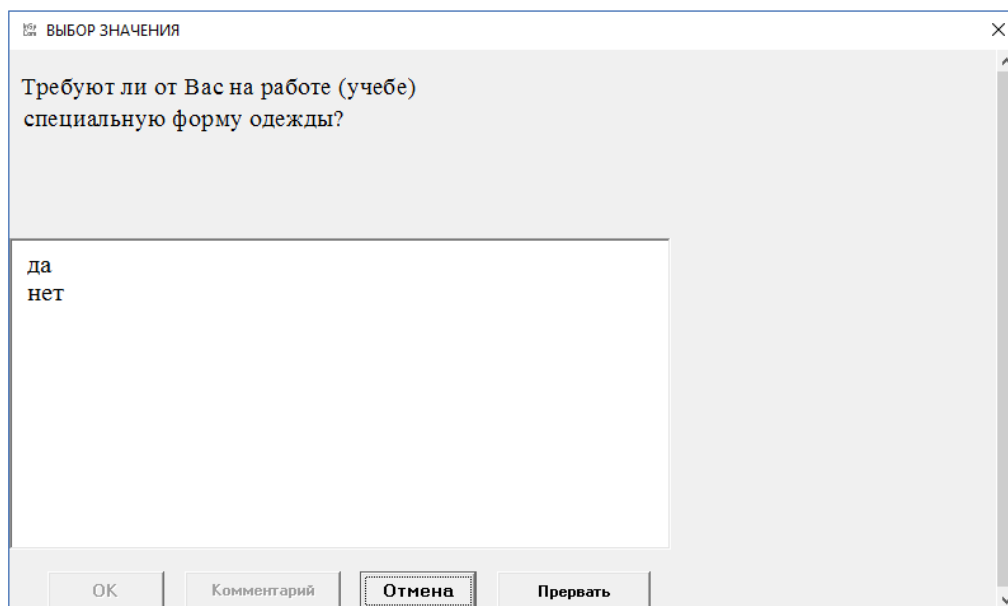 ВЫБОР ЗНАЧЕНИЯ
Требуют ли от Вас на работе (учебе)
специальную форму одежды?
да
нет
OK
Комментарий
Отмена
Прервать